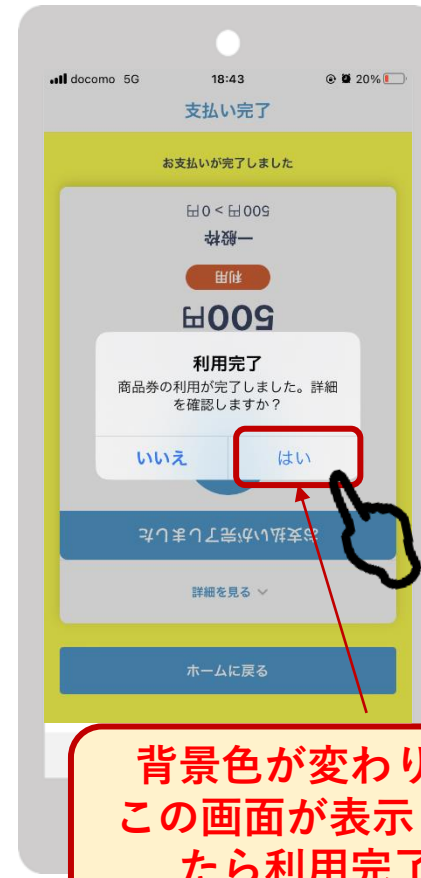 docomo 5G 18:43 20%
支払い完了
お支払いが完了しました
500円 > 0円
一般枠
利用
500円
利用完了
商品券の利用が完了しました。詳細
を確認しますか？
いいえ はい
お支払いが完了しました
詳細を見る
ホームに戻る
背景色が変わり
この画面が表示
たら利用完了